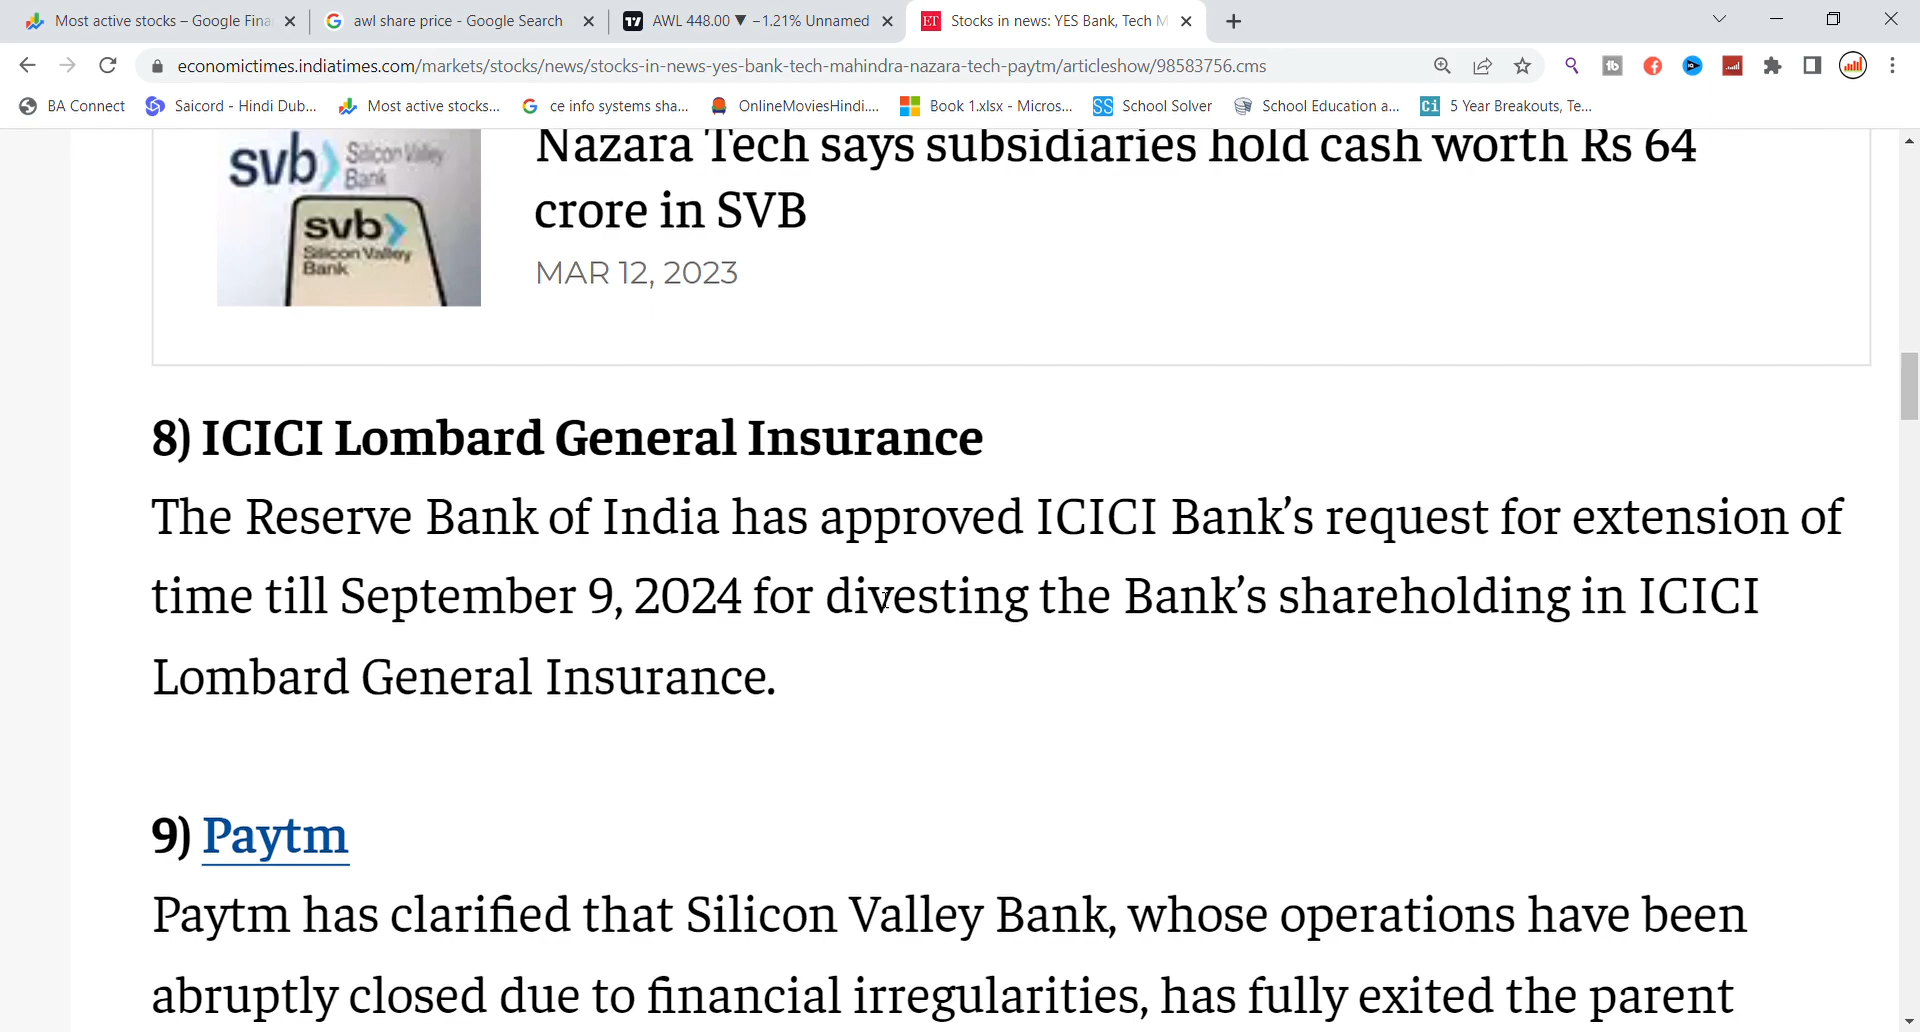 Most active stocks – Google Fina
awl share price - Google Search
AWL 448.00 ▼ −1.21% Unnamed
ET
Stocks in news: YES Bank, Tech M
economictimes.indiatimes.com/markets/stocks/news/stocks-in-news-yes-bank-tech-mahindra-nazara-tech-paytm/articleshow/98583756.cms
BA Connect
Saicord - Hindi Dub...
Most active stocks...
ce info systems sha...
OnlineMoviesHindi....
Book 1.xlsx - Micros...
SS School Solver
School Education a...
Ci 5 Year Breakouts, Te...
svb Silicon Valley
Bank
svb
Silicon Valley
Bank
Nazara Tech says subsidiaries hold cash worth Rs 64
crore in SVB
MAR 12, 2023
8) ICICI Lombard General Insurance
The Reserve Bank of India has approved ICICI Bank’s request for extension of
time till September 9, 2024 for divesting the Bank’s shareholding in ICICI
Lombard General Insurance.
9) Paytm
Paytm has clarified that Silicon Valley Bank, whose operations have been
abruptly closed due to financial irregularities, has fully exited the parent